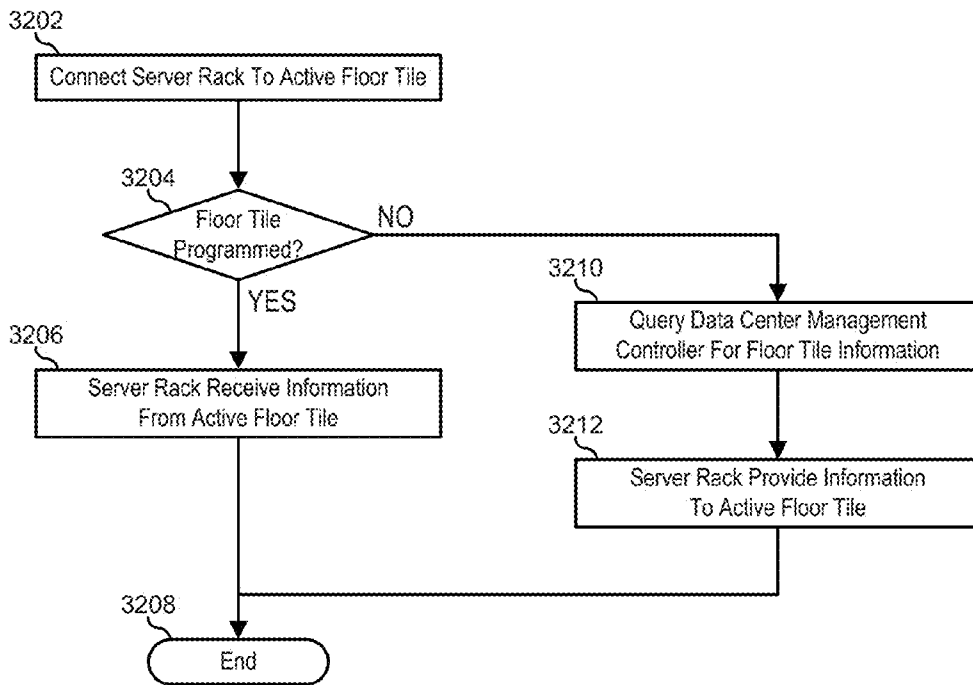 3202
Connect Server Rack To Active Floor Tile
3204
Floor Tile
Programmed?
NO
YES
3206
Server Rack Receive Information
From Active Floor Tile
3210
Query Data Center Management
Controller For Floor Tile Information
3212
Server Rack Provide Information
To Active Floor Tile
3208
End